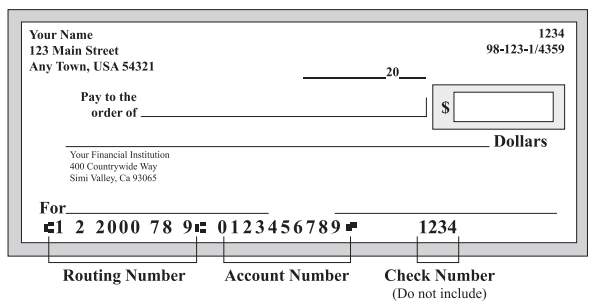 Your Name 1234
123 Main Street 98-123-1/4359
Any Town, USA 54321
20
Pay to the
order of $
Dollars
Your Financial Institution
400 Countrywide Way
Simi Valley, Ca 93065
For
⑆1 2 2000 78 9⑆ 0123456789⑈ 1234
Routing Number Account Number Check Number
(Do not include)